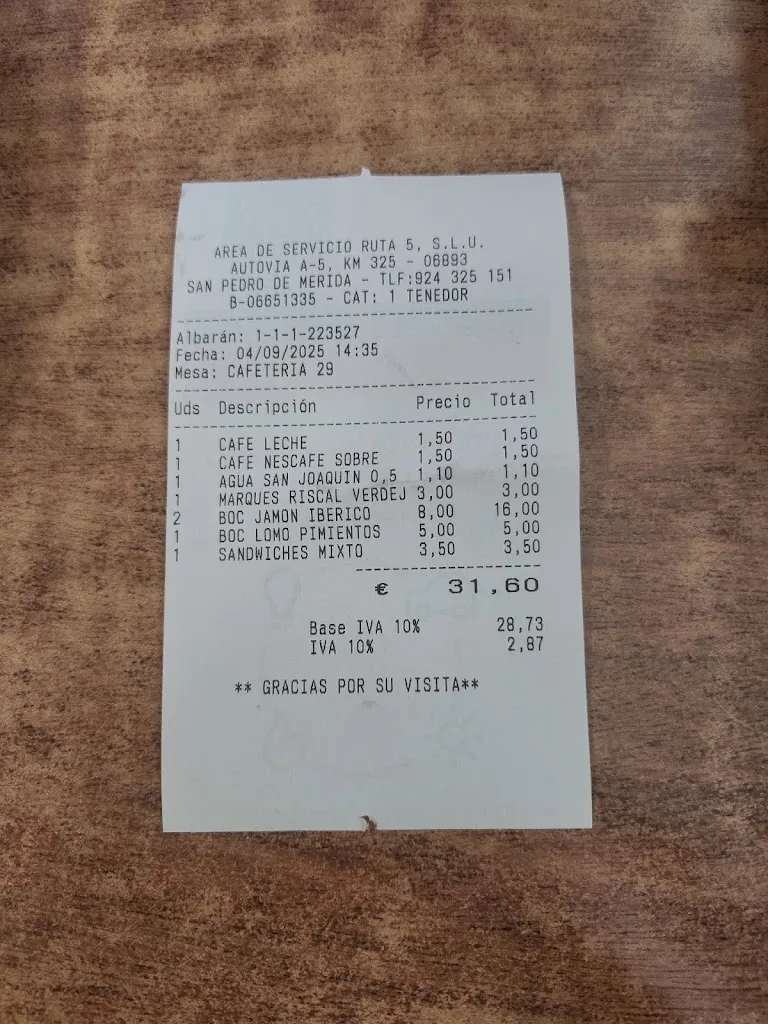 AREA DE SERVICIO RUTA 5, S.L.U.
AUTOVIA A-5, KM 325 - 06893
SAN PEDRO DE MERIDA - TLF:924 325 151
B-06651335 - CAT: 1 TENEDOR
Albarán: 1-1-1-223527
Fecha: 04/09/2025 14:35
Mesa: CAFETERIA 29
Uds Descripción Precio Total
1 CAFE LECHE 1,50 1,50
1 CAFE NESCAFE SOBRE 1,50 1,50
1 AGUA SAN JOAQUIN 0,5 1,10 1,10
1 MARQUES RISCAL VERDEJ 3,00 3,00
2 BOC JAMON IBERICO 8,00 16,00
1 BOC LOMO PIMIENTOS 5,00 5,00
1 SANDWICHES MIXTO 3,50 3,50
€ 31,60
Base IVA 10% 28,73
IVA 10% 2,87
** GRACIAS POR SU VISITA**